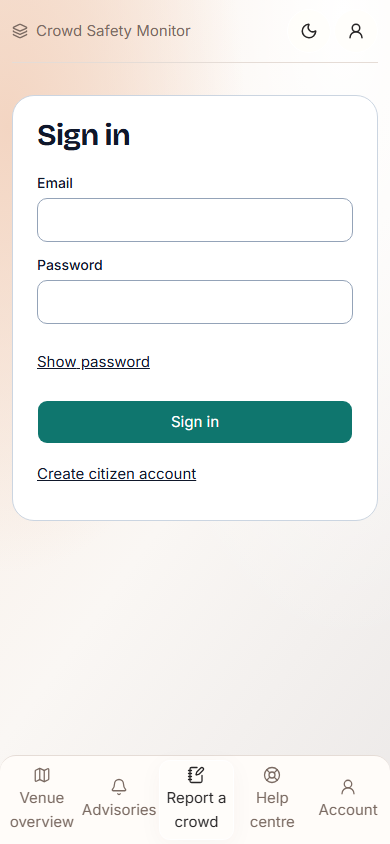 Crowd Safety Monitor
Sign in
Email
Password
Show password
Sign in
Create citizen account
Venue overview
Advisories
Report a crowd
Help centre
Account